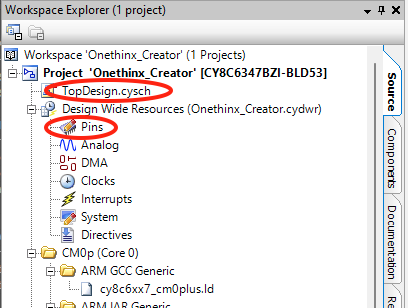 Workspace Explorer (1 project)
Workspace 'Onethinx_Creator' (1 Projects)
Project 'Onethinx_Creator' [CY8C6347BZI-BLD53]
TopDesign.cysch
Design Wide Resources (Onethinx_Creator.cydwr)
Pins
Analog
DMA
Clocks
Interrupts
System
Directives
CM0p (Core 0)
ARM GCC Generic
cy8c6xx7_cm0plus.ld
ARM IAR Generic
Source
Components
Documentation